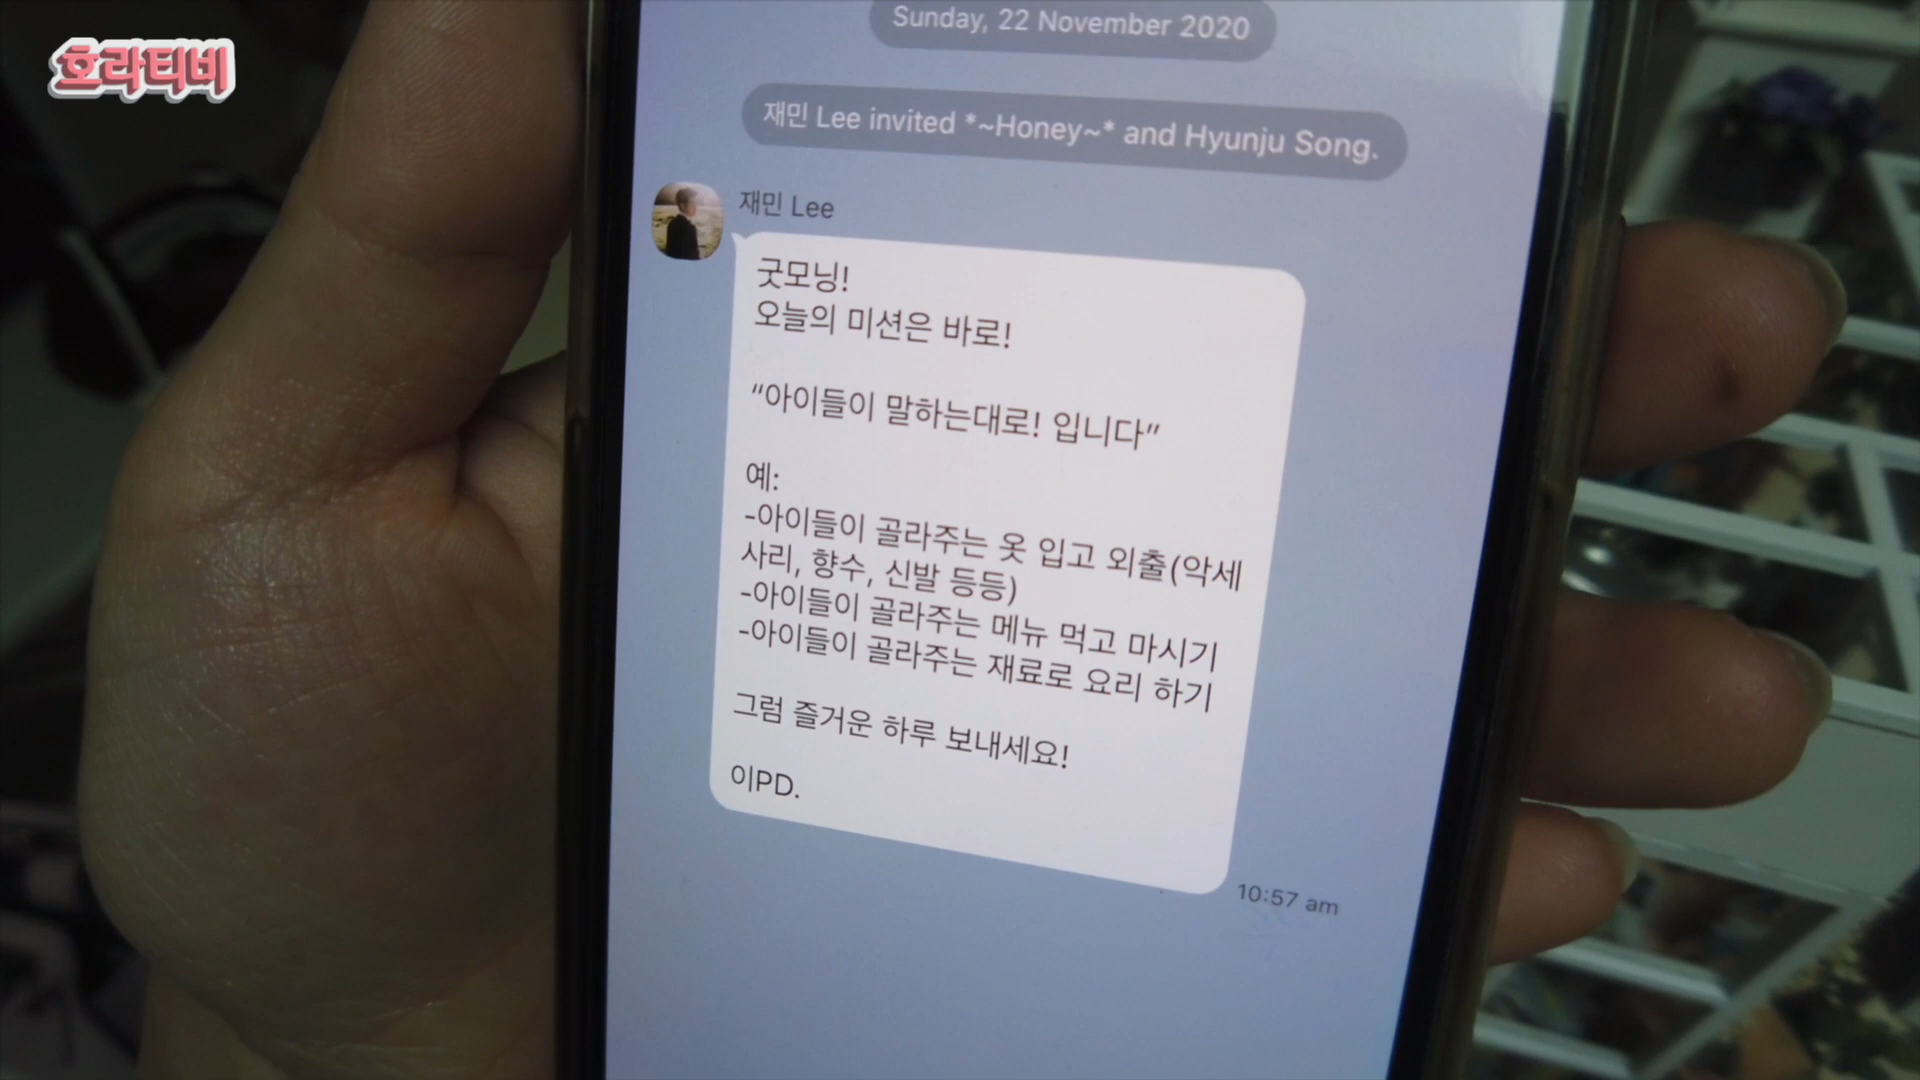 호라티비
Sunday, 22 November 2020
재민 Lee invited *~Honey~* and Hyunju Song.
재민 Lee
굿모닝!
오늘의 미션은 바로!
“아이들이 말하는대로! 입니다”
예:
-아이들이 골라주는 옷 입고 외출(악세
사리, 향수, 신발 등등)
-아이들이 골라주는 메뉴 먹고 마시기
-아이들이 골라주는 재료로 요리 하기
그럼 즐거운 하루 보내세요!
이PD.
10:57 am